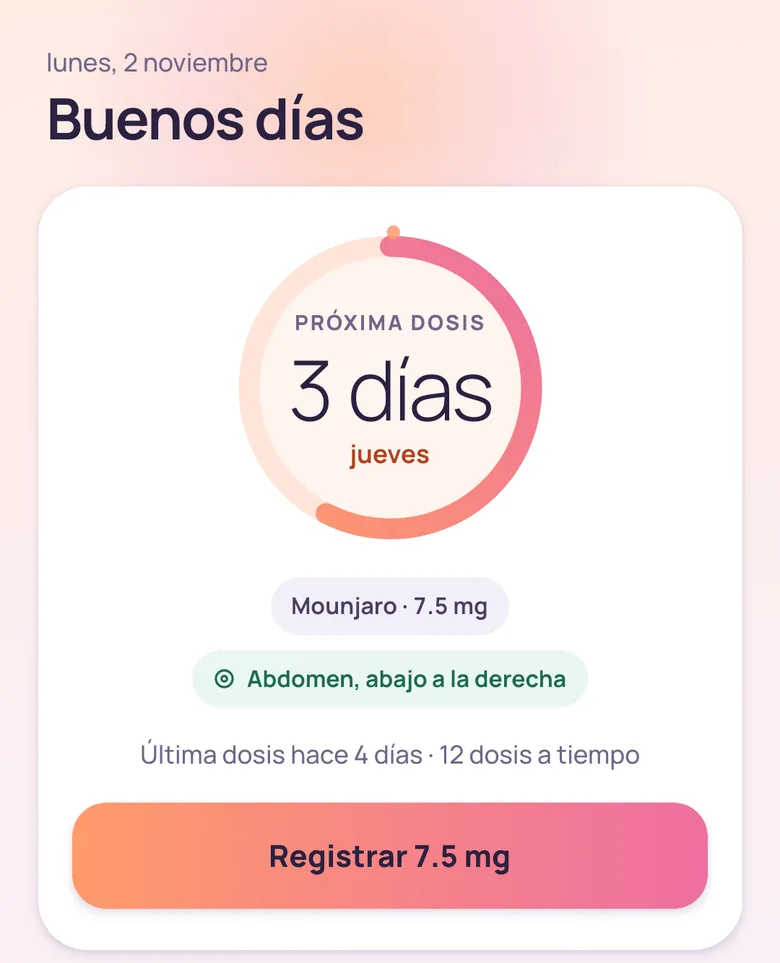 lunes, 2 noviembre
Buenos días
PRÓXIMA DOSIS
3 días
jueves
Mounjaro · 7.5 mg
Abdomen, abajo a la derecha
Última dosis hace 4 días · 12 dosis a tiempo
Registrar 7.5 mg